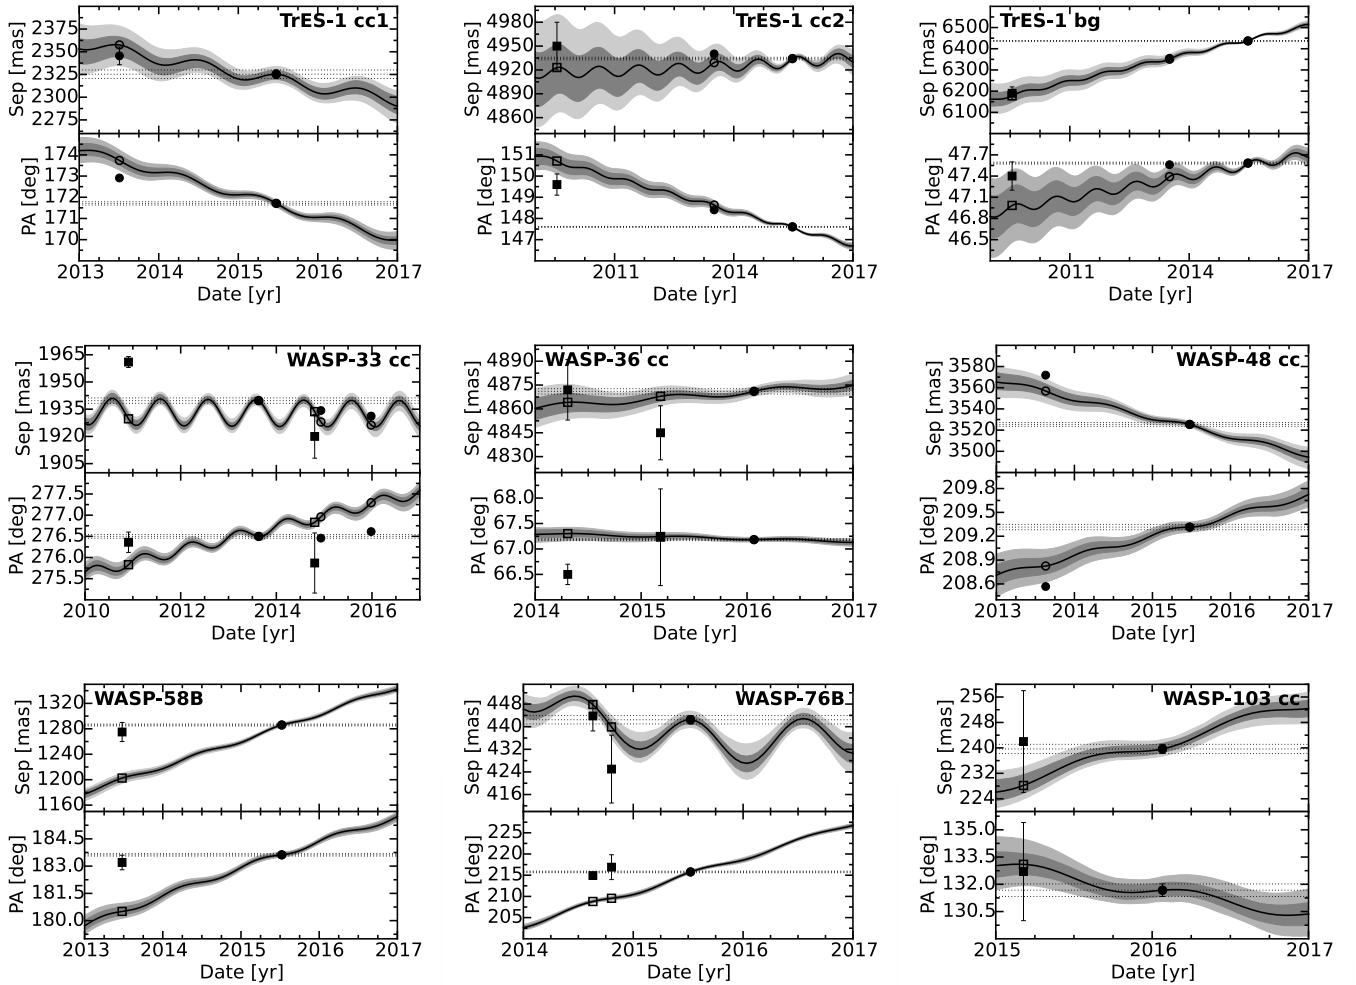 TrES-1 cc1
Sep [mas]
2375
2350
2325
2300
2275
PA [deg]
174
173
172
171
170
2013 2014 2015 2016 2017
Date [yr]
TrES-1 cc2
Sep [mas]
4980
4950
4920
4890
4860
PA [deg]
151
150
149
148
147
2011 2014 2017
Date [yr]
TrES-1 bg
Sep [mas]
6500
6400
6300
6200
6100
PA [deg]
47.7
47.4
47.1
46.8
46.5
2011 2014 2017
Date [yr]
WASP-33 cc
Sep [mas]
1965
1950
1935
1920
1905
PA [deg]
277.5
277.0
276.5
276.0
275.5
2010 2012 2014 2016
Date [yr]
WASP-36 cc
Sep [mas]
4890
4875
4860
4845
4830
PA [deg]
68.0
67.5
67.0
66.5
2014 2015 2016 2017
Date [yr]
WASP-48 cc
Sep [mas]
3580
3560
3540
3520
3500
PA [deg]
209.8
209.5
209.2
208.9
208.6
2013 2014 2015 2016 2017
Date [yr]
WASP-58B
Sep [mas]
1320
1280
1240
1200
1160
PA [deg]
184.5
183.0
181.5
180.0
2013 2014 2015 2016 2017
Date [yr]
WASP-76B
Sep [mas]
448
440
432
424
416
PA [deg]
225
220
215
210
205
2014 2015 2016 2017
Date [yr]
WASP-103 cc
Sep [mas]
256
248
240
232
224
PA [deg]
135.0
133.5
132.0
130.5
2015 2016 2017
Date [yr]